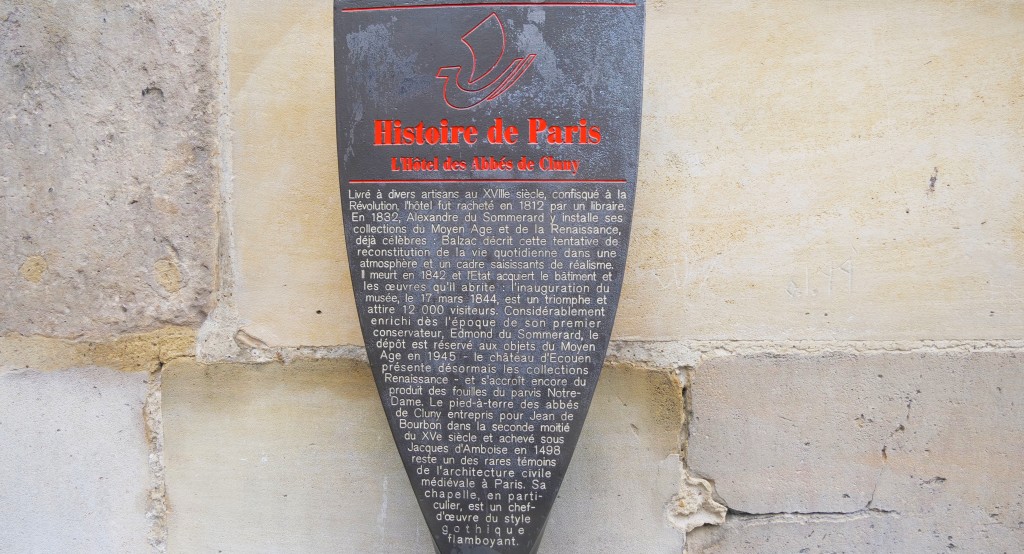 Histoire de Paris
L'Hôtel des Abbés de Cluny
Livré à divers artisans au XVIIIe siècle, confisqué à la
Révolution, l'hôtel fut racheté en 1812 par un libraire.
En 1832, Alexandre du Sommerard y installe ses
collections du Moyen Age et de la Renaissance,
déjà célèbres : Balzac décrit cette tentative de
reconstitution de la vie quotidienne dans une
atmosphère et un cadre saisissants de réalisme.
Il meurt en 1842 et l'Etat acquiert le bâtiment et
les œuvres qu'il abrite : l'inauguration du
musée, le 17 mars 1844, est un triomphe et
attire 12 000 visiteurs. Considérablement
enrichi dès l'époque de son premier
conservateur, Edmond du Sommerard, le
dépôt est réservé aux objets du Moyen
Age en 1945 - le château d'Ecouen
présente désormais les collections
Renaissance - et s'accroît encore du
produit des fouilles du parvis Notre-
Dame. Le pied-à-terre des abbés
de Cluny entrepris pour Jean de
Bourbon dans la seconde moitié
du XVe siècle et achevé sous
Jacques d'Amboise en 1498
reste un des rares témoins
de l'architecture civile
médiévale à Paris. Sa
chapelle, en parti-
culier, est un chef-
d'œuvre du style
gothique
flamboyant.